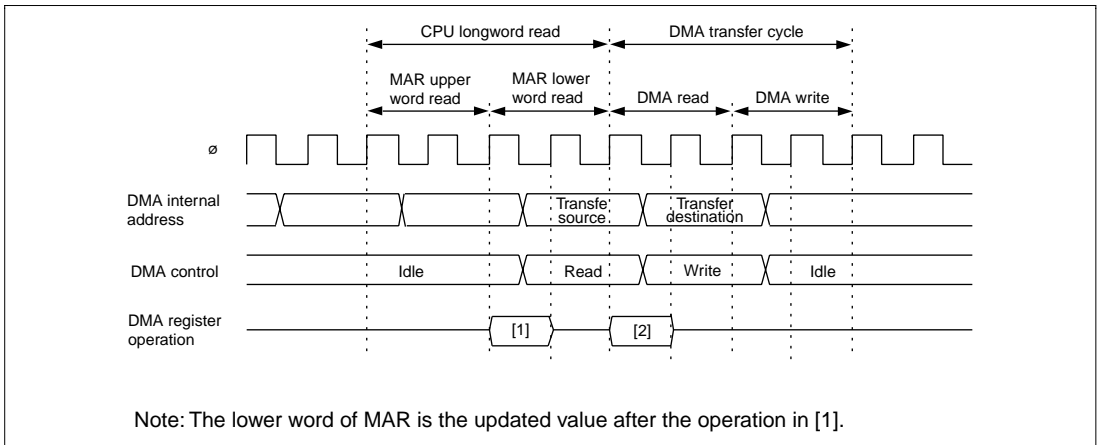 CPU longword read
DMA transfer cycle
MAR upper
word read
MAR lower
word read
DMA read
DMA write
ø
DMA internal
address
Transfe
source
Transfer
destination
DMA control
Idle
Read
Write
Idle
DMA register
operation
[1]
[2]
Note: The lower word of MAR is the updated value after the operation in [1].